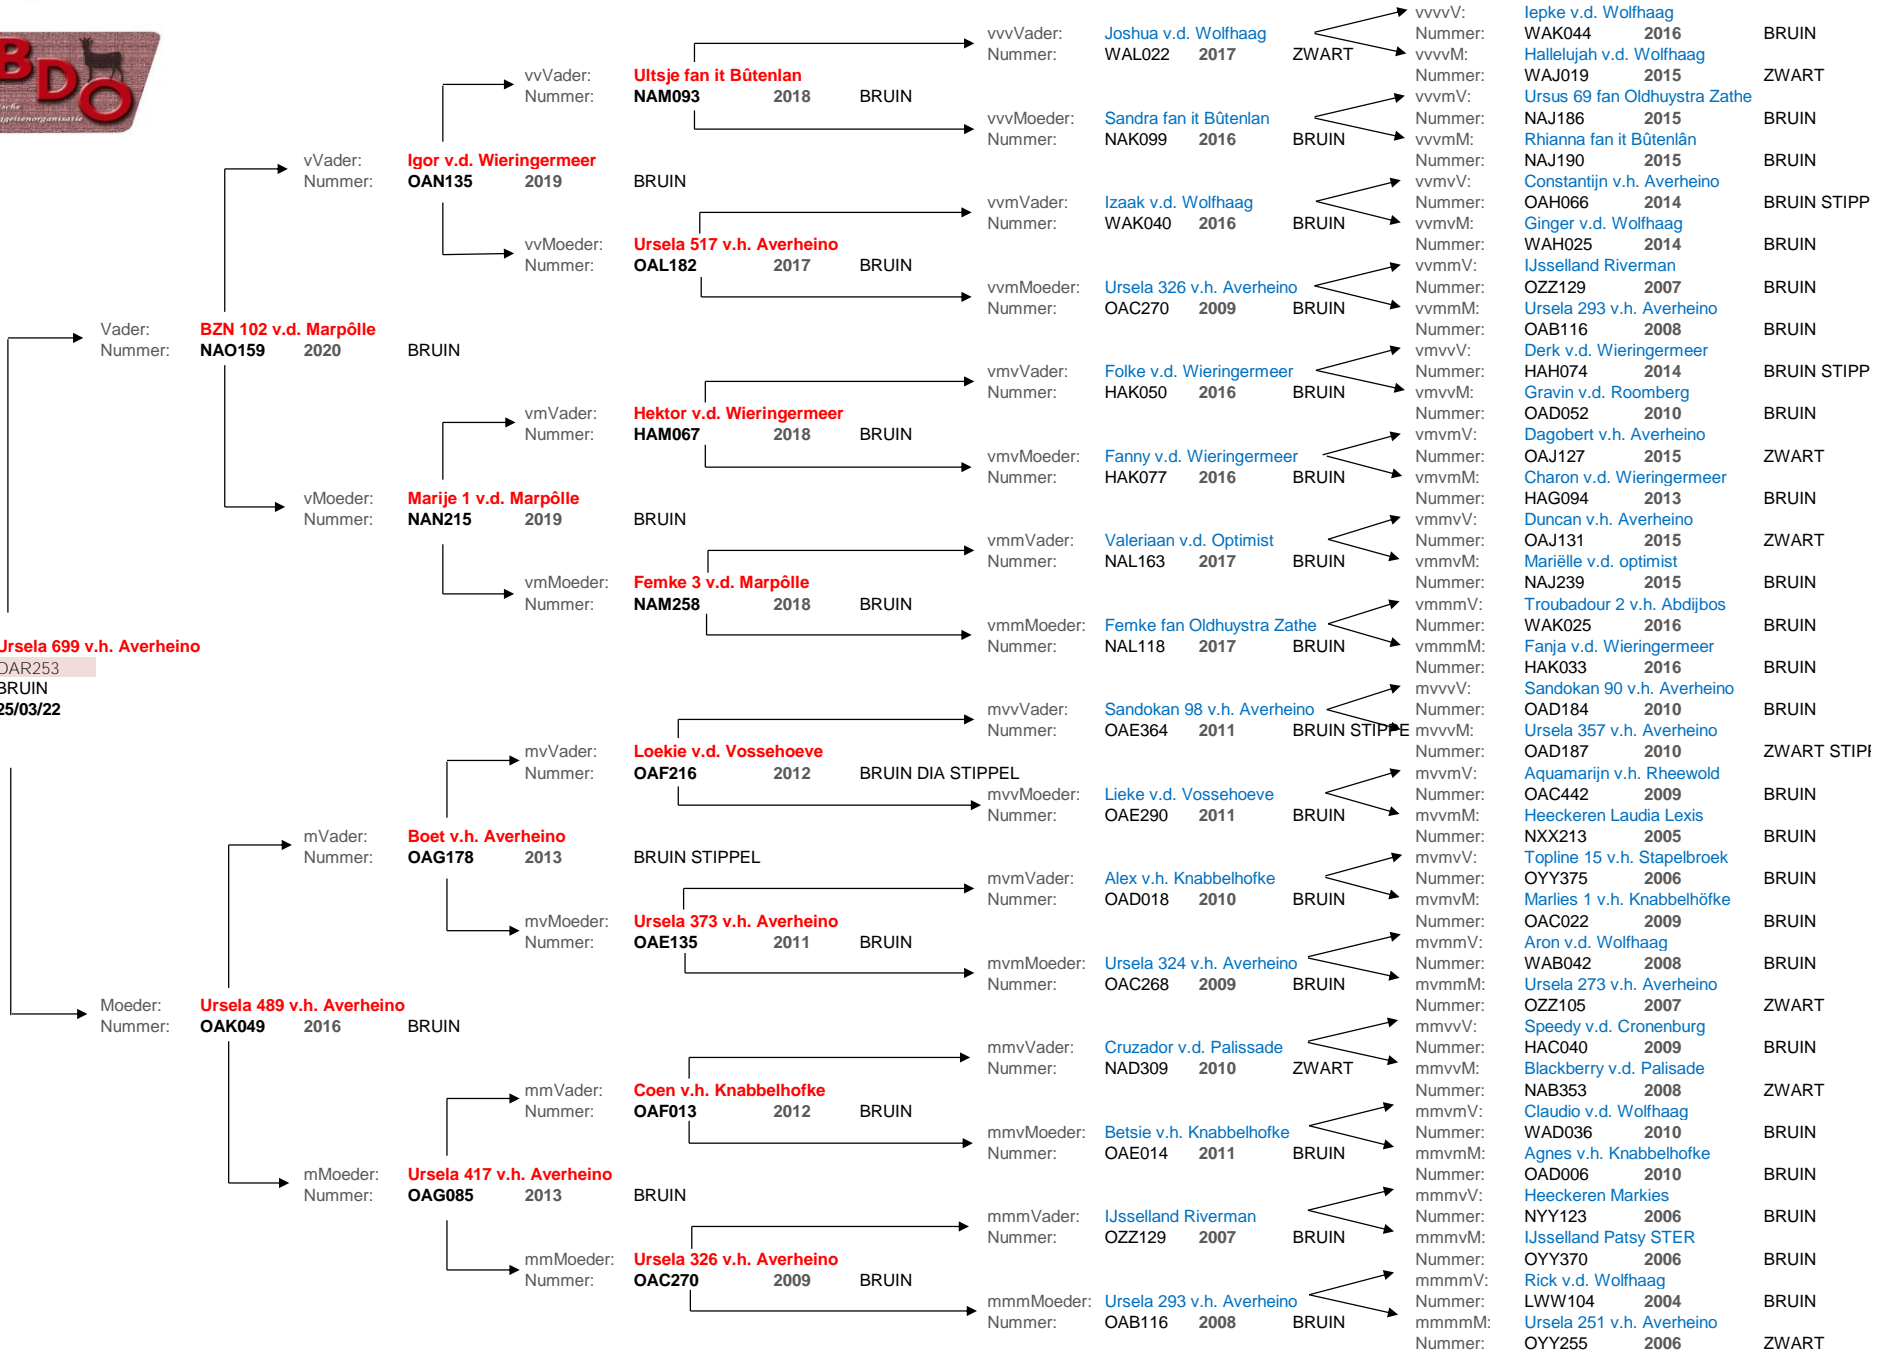 BDO
vvvvV: Iepke v.d. Wolfhaag
vvvVader: Joshua v.d. Wolfhaag Nummer: WAK044 2016 BRUIN
Nummer: WAL022 2017 ZWART vvvvM: Hallelujah v.d. Wolfhaag
vvVader: Ultsje fan it Bûtenlan Nummer: WAJ019 2015 ZWART
Nummer: NAM093 2018 BRUIN vvvmV: Ursus 69 fan Oldhuystra Zathe
vvvMoeder: Sandra fan it Bûtenlan Nummer: NAJ186 2015 BRUIN
Nummer: NAK099 2016 BRUIN vvvmM: Rhianna fan it Bûtenlân
vVader: Igor v.d. Wieringermeer Nummer: NAJ190 2015 BRUIN
Nummer: OAN135 2019 BRUIN vvmvV: Constantijn v.h. Averheino
vvmVader: Izaak v.d. Wolfhaag Nummer: OAH066 2014 BRUIN STIPP
Nummer: WAK040 2016 BRUIN vvmvM: Ginger v.d. Wolfhaag
vvMoeder: Ursela 517 v.h. Averheino Nummer: WAH025 2014 BRUIN
Nummer: OAL182 2017 BRUIN vvmmV: IJsselland Riverman
vvmMoeder: Ursela 326 v.h. Averheino Nummer: OZZ129 2007 BRUIN
Nummer: OAC270 2009 BRUIN vvmmM: Ursela 293 v.h. Averheino
Vader: BZN 102 v.d. Marpôlle Nummer: OAB116 2008 BRUIN
Nummer: NAO159 2020 BRUIN vmvvV: Derk v.d. Wieringermeer
vmvVader: Folke v.d. Wieringermeer Nummer: HAH074 2014 BRUIN STIPP
Nummer: HAK050 2016 BRUIN vmvvM: Gravin v.d. Roomberg
vmVader: Hektor v.d. Wieringermeer Nummer: OAD052 2010 BRUIN
Nummer: HAM067 2018 BRUIN vmvmV: Dagobert v.h. Averheino
vmvMoeder: Fanny v.d. Wieringermeer Nummer: OAJ127 2015 ZWART
Nummer: HAK077 2016 BRUIN vmvmM: Charon v.d. Wieringermeer
vMoeder: Marije 1 v.d. Marpôlle Nummer: HAG094 2013 BRUIN
Nummer: NAN215 2019 BRUIN vmmvV: Duncan v.h. Averheino
vmmVader: Valeriaan v.d. Optimist Nummer: OAJ131 2015 ZWART
Nummer: NAL163 2017 BRUIN vmmvM: Mariëlle v.d. optimist
vmMoeder: Femke 3 v.d. Marpôlle Nummer: NAJ239 2015 BRUIN
Nummer: NAM258 2018 BRUIN vmmmV: Troubadour 2 v.h. Abdijbos
vmmMoeder: Femke fan Oldhuystra Zathe Nummer: WAK025 2016 BRUIN
Ursela 699 v.h. Averheino Nummer: NAL118 2017 BRUIN vmmmM: Fanja v.d. Wieringermeer
OAR253 Nummer: HAK033 2016 BRUIN
BRUIN mvvvV: Sandokan 90 v.h. Averheino
25/03/22 mvvVader: Sandokan 98 v.h. Averheino Nummer: OAD184 2010 BRUIN
Nummer: OAE364 2011 BRUIN STIPPE mvvvM: Ursela 357 v.h. Averheino
mvVader: Loekie v.d. Vossehoeve Nummer: OAD187 2010 ZWART STIPP
Nummer: OAF216 2012 BRUIN DIA STIPPEL mvvmV: Aquamarijn v.h. Rheewold
mvvMoeder: Lieke v.d. Vossehoeve Nummer: OAC442 2009 BRUIN
Nummer: OAE290 2011 BRUIN mvvmM: Heeckeren Laudia Lexis
mVader: Boet v.h. Averheino Nummer: NXX213 2005 BRUIN
Nummer: OAG178 2013 BRUIN STIPPEL mvmvV: Topline 15 v.h. Stapelbroek
mvmVader: Alex v.h. Knabbelhofke Nummer: OYY375 2006 BRUIN
Nummer: OAD018 2010 BRUIN mvmvM: Marlies 1 v.h. Knabbelhöfke
mvMoeder: Ursela 373 v.h. Averheino Nummer: OAC022 2009 BRUIN
Nummer: OAE135 2011 BRUIN mvmmV: Aron v.d. Wolfhaag
mvmMoeder: Ursela 324 v.h. Averheino Nummer: WAB042 2008 BRUIN
Nummer: OAC268 2009 BRUIN mvmmM: Ursela 273 v.h. Averheino
Moeder: Ursela 489 v.h. Averheino Nummer: OZZ105 2007 ZWART
Nummer: OAK049 2016 BRUIN mmvvV: Speedy v.d. Cronenburg
mmvVader: Cruzador v.d. Palissade Nummer: HAC040 2009 BRUIN
Nummer: NAD309 2010 ZWART mmvvM: Blackberry v.d. Palisade
mmVader: Coen v.h. Knabbelhofke Nummer: NAB353 2008 ZWART
Nummer: OAF013 2012 BRUIN mmvmV: Claudio v.d. Wolfhaag
mmvMoeder: Betsie v.h. Knabbelhofke Nummer: WAD036 2010 BRUIN
Nummer: OAE014 2011 BRUIN mmvmM: Agnes v.h. Knabbelhofke
mMoeder: Ursela 417 v.h. Averheino Nummer: OAD006 2010 BRUIN
Nummer: OAG085 2013 BRUIN mmmvV: Heeckeren Markies
mmmVader: IJsselland Riverman Nummer: NYY123 2006 BRUIN
Nummer: OZZ129 2007 BRUIN mmmvM: IJsselland Patsy STER
mmMoeder: Ursela 326 v.h. Averheino Nummer: OYY370 2006 BRUIN
Nummer: OAC270 2009 BRUIN mmmmV: Rick v.d. Wolfhaag
mmmMoeder: Ursela 293 v.h. Averheino Nummer: LWW104 2004 BRUIN
Nummer: OAB116 2008 BRUIN mmmmM: Ursela 251 v.h. Averheino
Nummer: OYY255 2006 ZWART